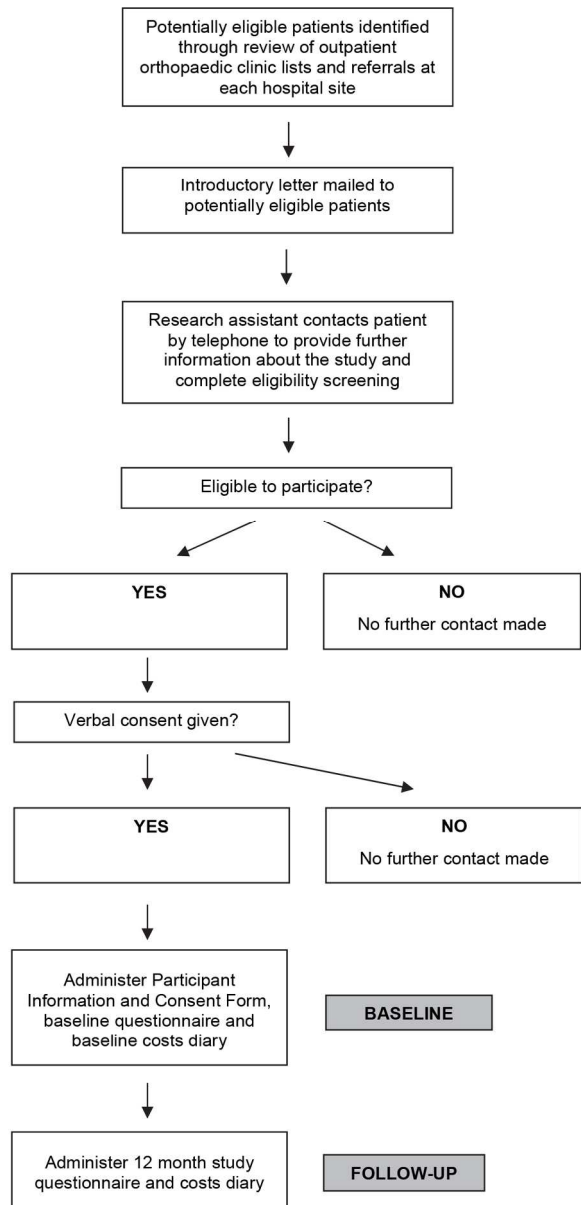 Potentially eligible patients identified
through review of outpatient
orthopaedic clinic lists and referrals at
each hospital site
Introductory letter mailed to
potentially eligible patients
Research assistant contacts patient
by telephone to provide further
information about the study and
complete eligibility screening
Eligible to participate?
YES
NO
No further contact made
Verbal consent given?
YES
NO
No further contact made
Administer Participant
Information and Consent Form,
baseline questionnaire and
baseline costs diary
BASELINE
Administer 12 month study
questionnaire and costs diary
FOLLOW-UP